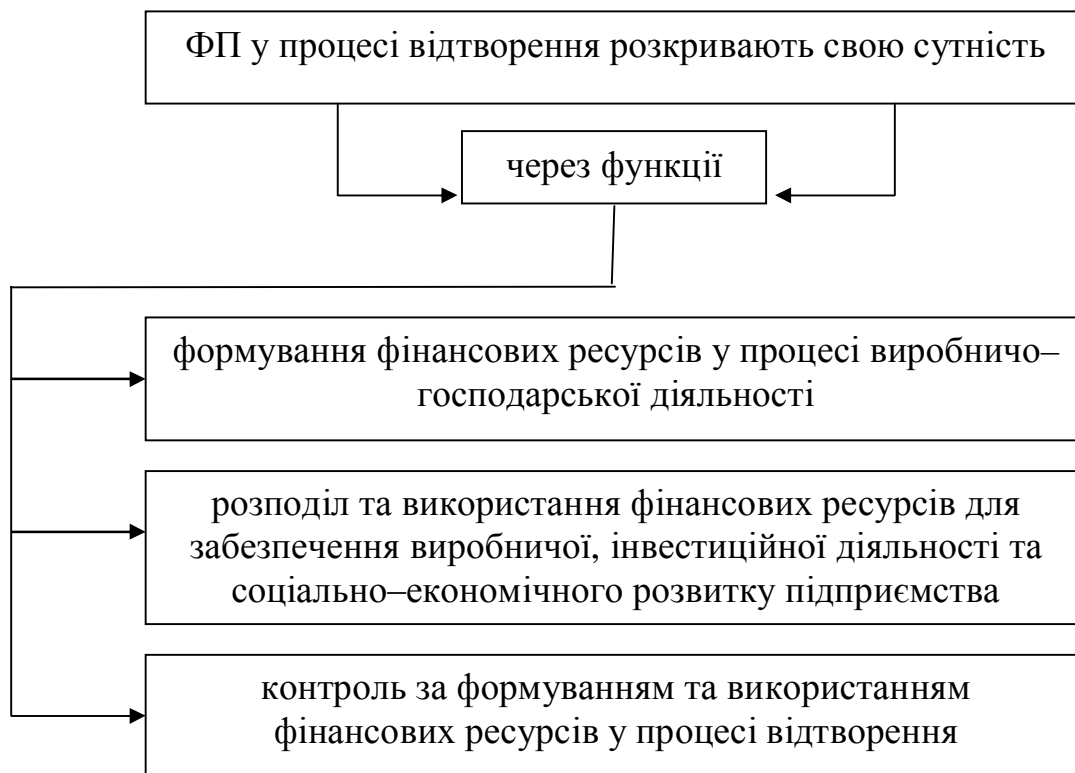 ФП у процесі відтворення розкривають свою сутність
через функції
формування фінансових ресурсів у процесі виробничо–
господарської діяльності
розподіл та використання фінансових ресурсів для
забезпечення виробничої, інвестиційної діяльності та
соціально–економічного розвитку підприємства
контроль за формуванням та використанням
фінансових ресурсів у процесі відтворення